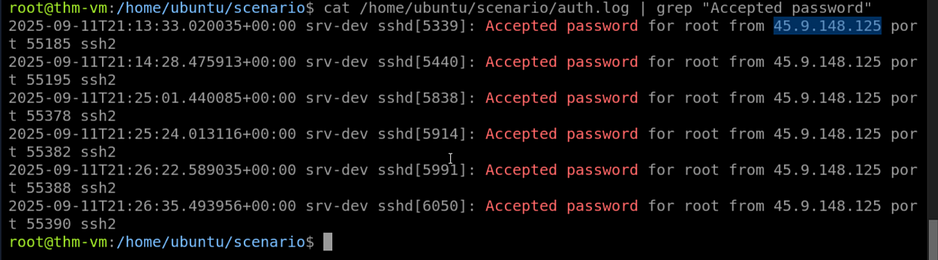 root@thm-vm:/home/ubuntu/scenario$ cat /home/ubuntu/scenario/auth.log | grep "Accepted password"
2025-09-11T21:13:33.020035+00:00 srv-dev sshd[5339]: Accepted password for root from 45.9.148.125 por
t 55185 ssh2
2025-09-11T21:14:28.475913+00:00 srv-dev sshd[5440]: Accepted password for root from 45.9.148.125 por
t 55195 ssh2
2025-09-11T21:25:01.440085+00:00 srv-dev sshd[5838]: Accepted password for root from 45.9.148.125 por
t 55378 ssh2
2025-09-11T21:25:24.013116+00:00 srv-dev sshd[5914]: Accepted password for root from 45.9.148.125 por
t 55382 ssh2
2025-09-11T21:26:22.589035+00:00 srv-dev sshd[5991]: Accepted password for root from 45.9.148.125 por
t 55388 ssh2
2025-09-11T21:26:35.493956+00:00 srv-dev sshd[6050]: Accepted password for root from 45.9.148.125 por
t 55390 ssh2
root@thm-vm:/home/ubuntu/scenario$